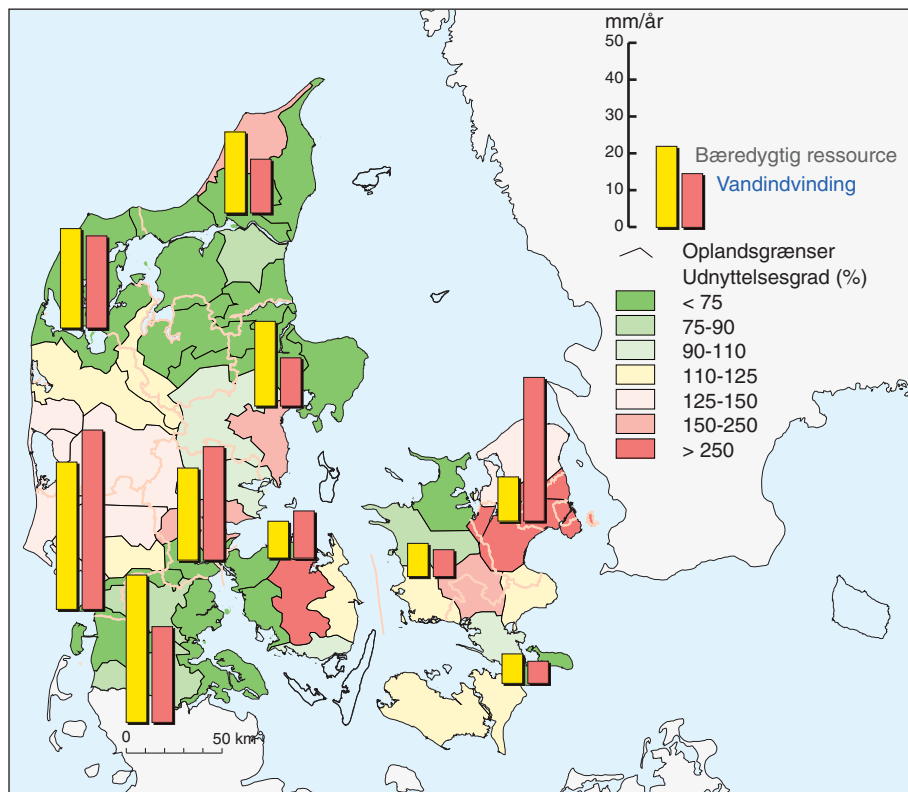 mm/år
50
40
30
20
10
0
Bæredygtig ressource
Vandindvinding
Oplandsgrænser
Udnyttelsesgrad (%)
< 75
75-90
90-110
110-125
125-150
150-250
> 250
0 50 km